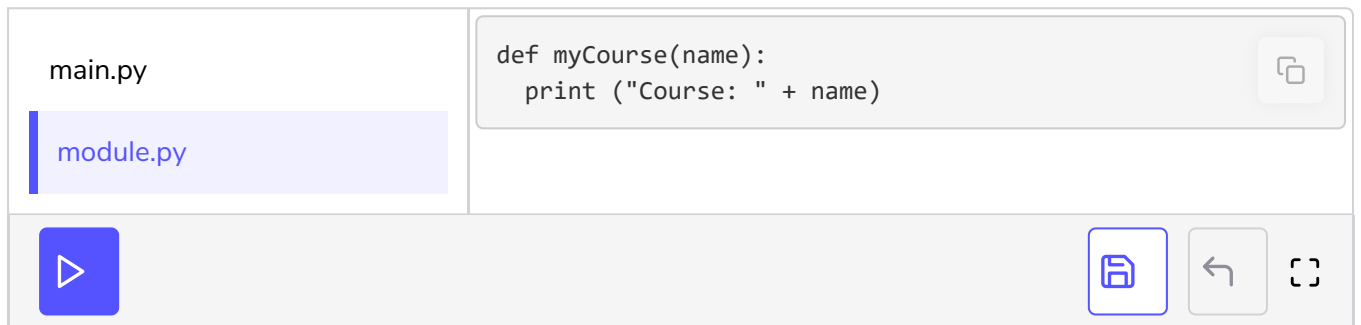 main.py
module.py
def myCourse(name):
  print ("Course: " + name)